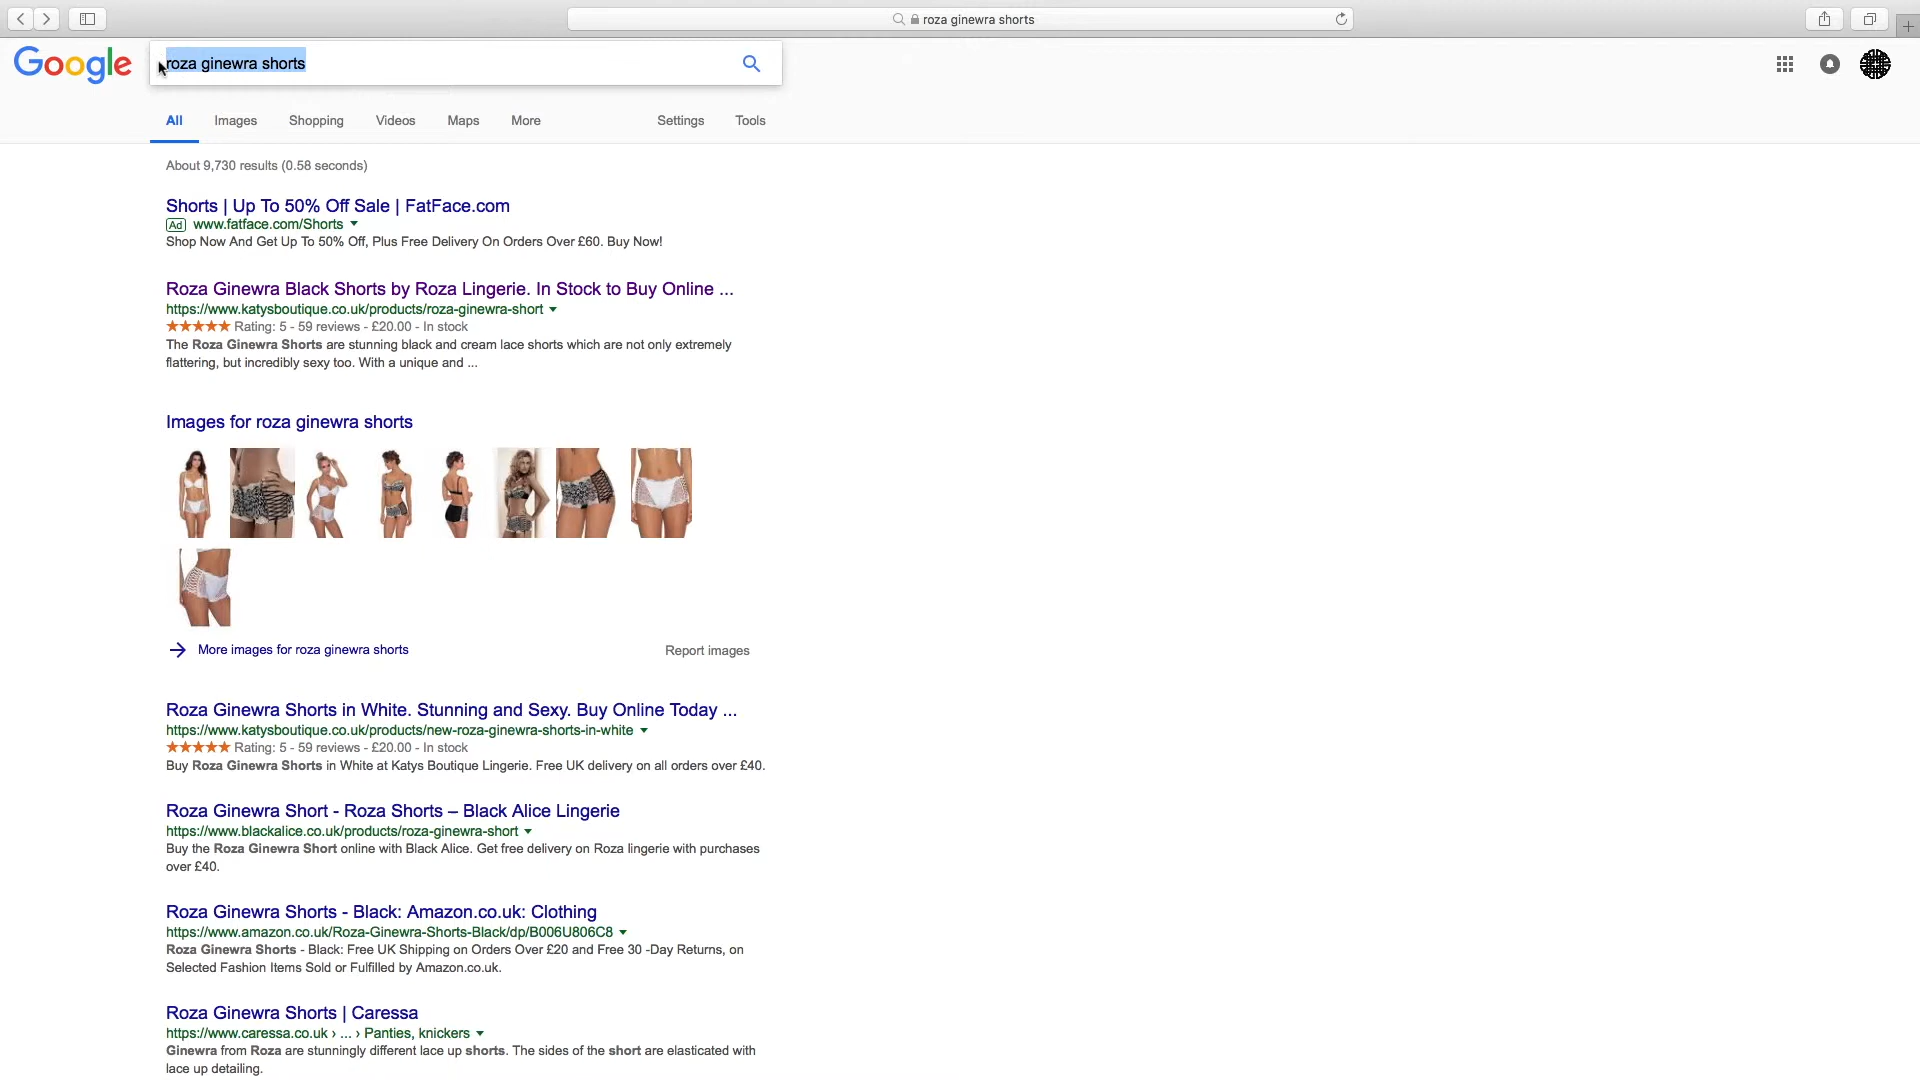 roza ginewra shorts
Google
roza ginewra shorts
All Images Shopping Videos Maps More Settings Tools
About 9,730 results (0.58 seconds)
Shorts | Up To 50% Off Sale | FatFace.com
Ad www.fatface.com/Shorts
Shop Now And Get Up To 50% Off, Plus Free Delivery On Orders Over £60. Buy Now!
Roza Ginewra Black Shorts by Roza Lingerie. In Stock to Buy Online ...
https://www.katysboutique.co.uk/products/roza-ginewra-short
Rating: 5 - 59 reviews - £20.00 - In stock
The Roza Ginewra Shorts are stunning black and cream lace shorts which are not only extremely
flattering, but incredibly sexy too. With a unique and ...
Images for roza ginewra shorts
More images for roza ginewra shorts
Report images
Roza Ginewra Shorts in White. Stunning and Sexy. Buy Online Today ...
https://www.katysboutique.co.uk/products/new-roza-ginewra-shorts-in-white
Rating: 5 - 59 reviews - £20.00 - In stock
Buy Roza Ginewra Shorts in White at Katys Boutique Lingerie. Free UK delivery on all orders over £40.
Roza Ginewra Short - Roza Shorts – Black Alice Lingerie
https://www.blackalice.co.uk/products/roza-ginewra-short
Buy the Roza Ginewra Short online with Black Alice. Get free delivery on Roza lingerie with purchases
over £40.
Roza Ginewra Shorts - Black: Amazon.co.uk: Clothing
https://www.amazon.co.uk/Roza-Ginewra-Shorts-Black/dp/B006U806C8
Roza Ginewra Shorts - Black: Free UK Shipping on Orders Over £20 and Free 30 -Day Returns, on
Selected Fashion Items Sold or Fulfilled by Amazon.co.uk.
Roza Ginewra Shorts | Caressa
https://www.caressa.co.uk › ... › Panties, knickers
Ginewra from Roza are stunningly different lace up shorts. The sides of the short are elasticated with
lace up detailing.